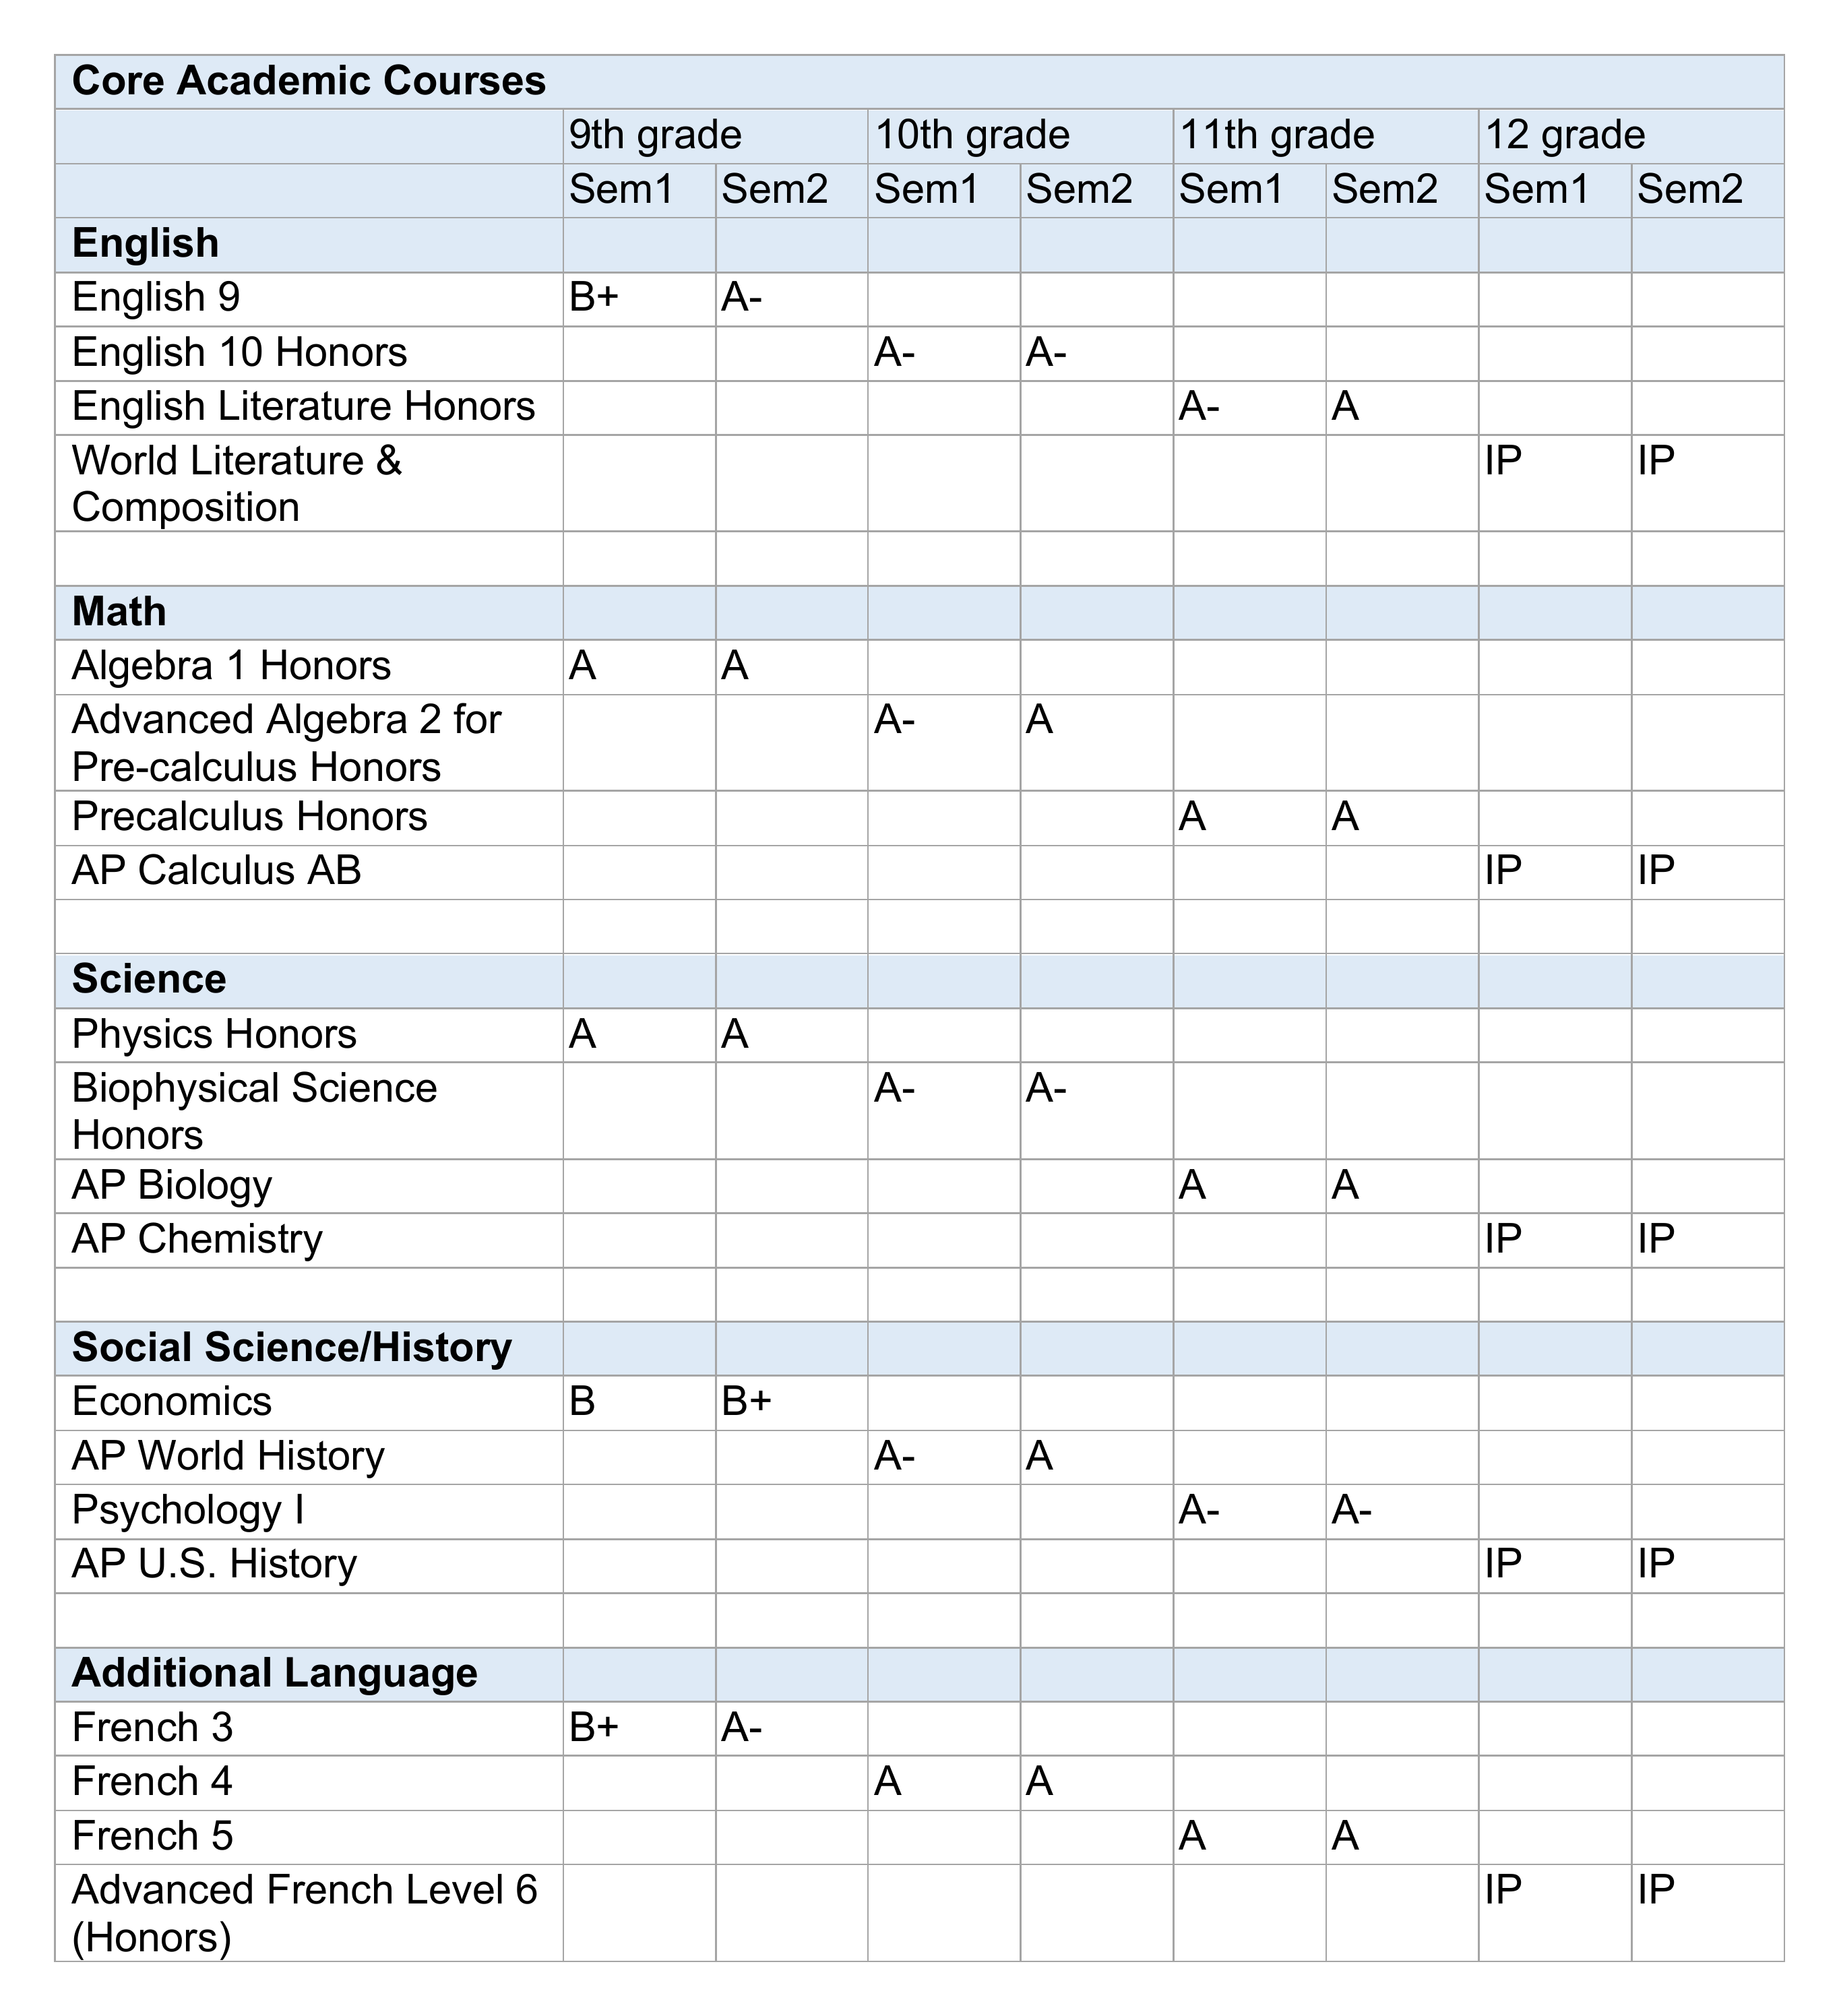 Core Academic Courses
9th grade 10th grade 11th grade 12 grade
Sem1 Sem2 Sem1 Sem2 Sem1 Sem2 Sem1 Sem2
English
English 9 B+ A-
English 10 Honors A- A-
English Literature Honors A- A
World Literature & IP IP
Composition
Math
Algebra 1 Honors A A
Advanced Algebra 2 for A- A
Pre-calculus Honors
Precalculus Honors A A
AP Calculus AB IP IP
Science
Physics Honors A A
Biophysical Science A- A-
Honors
AP Biology A A
AP Chemistry IP IP
Social Science/History
Economics B B+
AP World History A- A
Psychology I A- A-
AP U.S. History IP IP
Additional Language
French 3 B+ A-
French 4 A A
French 5 A A
Advanced French Level 6 IP IP
(Honors)